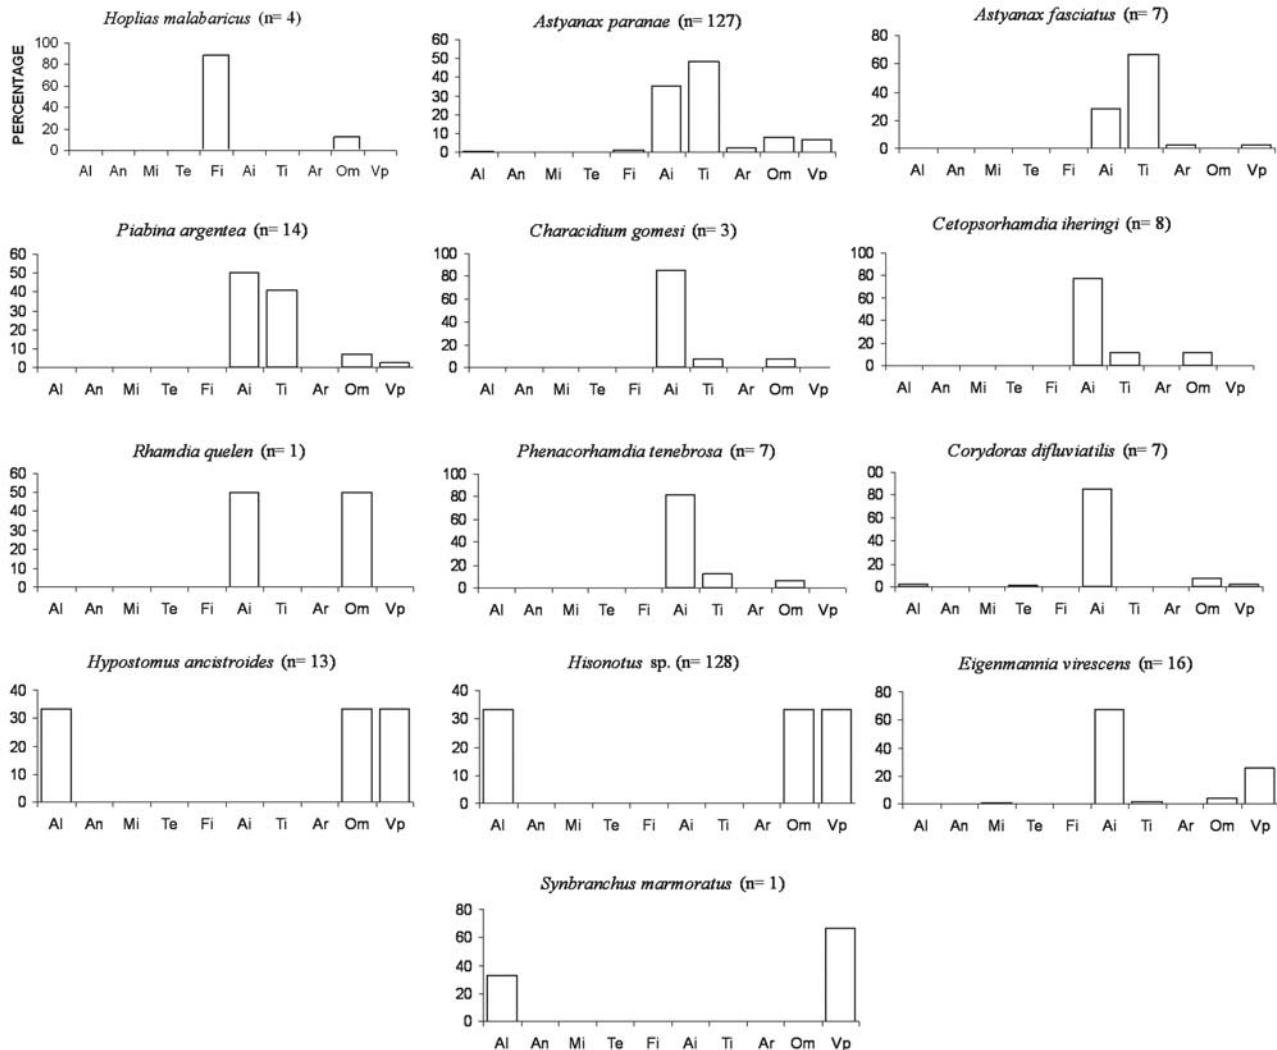 Hoplias malabaricus (n= 4)
PERCENTAGE
100
80
60
40
20
0
Al An Mi Te Fi Ai Ti Ar Om Vp
Astyanax paranae (n= 127)
60
50
40
30
20
10
0
Al An Mi Te Fi Ai Ti Ar Om Vp
Astyanax fasciatus (n= 7)
80
60
40
20
0
Al An Mi Te Fi Ai Ti Ar Om Vp
Piabina argentea (n= 14)
60
50
40
30
20
10
0
Al An Mi Te Fi Ai Ti Ar Om Vp
Characidium gomesi (n= 3)
100
80
60
40
20
0
Al An Mi Te Fi Ai Ti Ar Om Vp
Cetopsorhamdia iheringi (n= 8)
100
80
60
40
20
0
Al An Mi Te Fi Ai Ti Ar Om Vp
Rhamdia quelen (n= 1)
60
50
40
30
20
10
0
Al An Mi Te Fi Ai Ti Ar Om Vp
Phenacorhamdia tenebrosa (n= 7)
100
80
60
40
20
0
Al An Mi Te Fi Ai Ti Ar Om Vp
Corydoras difluviatilis (n= 7)
00
80
60
40
20
0
Al An Mi Te Fi Ai Ti Ar Om Vp
Hypostomus ancistroides (n= 13)
40
30
20
10
0
Al An Mi Te Fi Ai Ti Ar Om Vp
Hisonotus sp. (n= 128)
40
30
20
10
0
Al An Mi Te Fi Ai Ti Ar Om Vp
Eigenmannia virescens (n= 16)
80
60
40
20
0
Al An Mi Te Fi Ai Ti Ar Om Vp
Synbranchus marmoratus (n= 1)
80
60
40
20
0
Al An Mi Te Fi Ai Ti Ar Om Vp